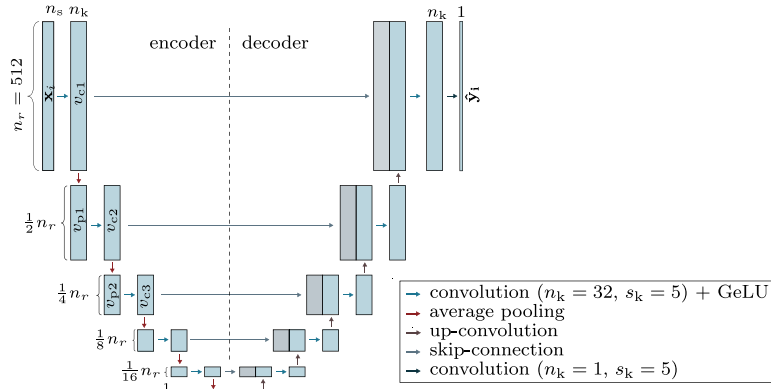 n_s n_k
encoder decoder
n_k 1
n_r = 512
x_i
v_c1
ŷ_i
1/2 n_r
v_p1
v_c2
1/4 n_r
v_p2
v_c3
1/8 n_r
1/16 n_r
convolution (n_k = 32, s_k = 5) + GeLU
average pooling
up-convolution
skip-connection
convolution (n_k = 1, s_k = 5)